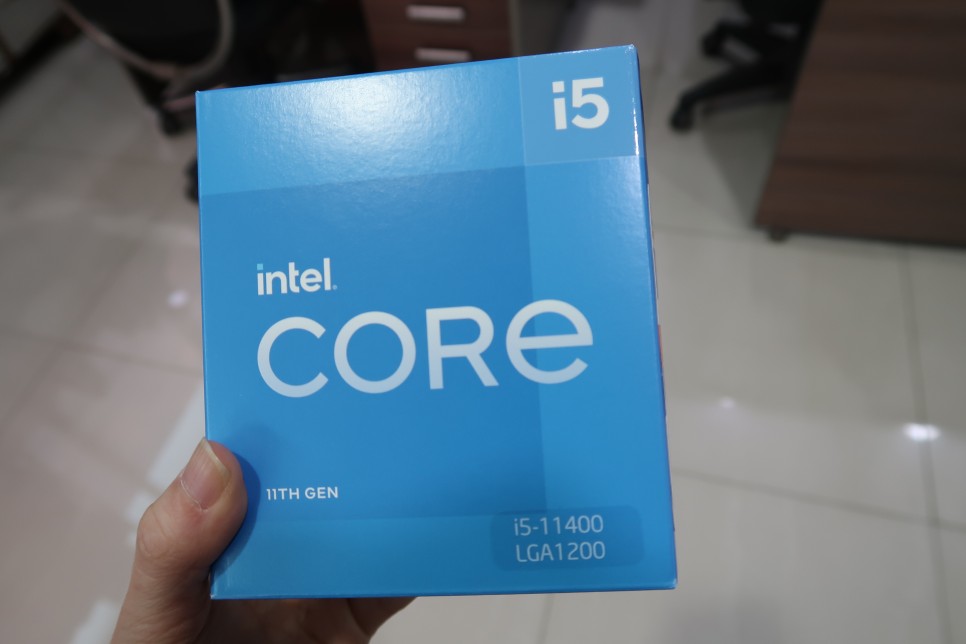 i5
intel.
CORE
11TH GEN
i5-11400
LGA1200